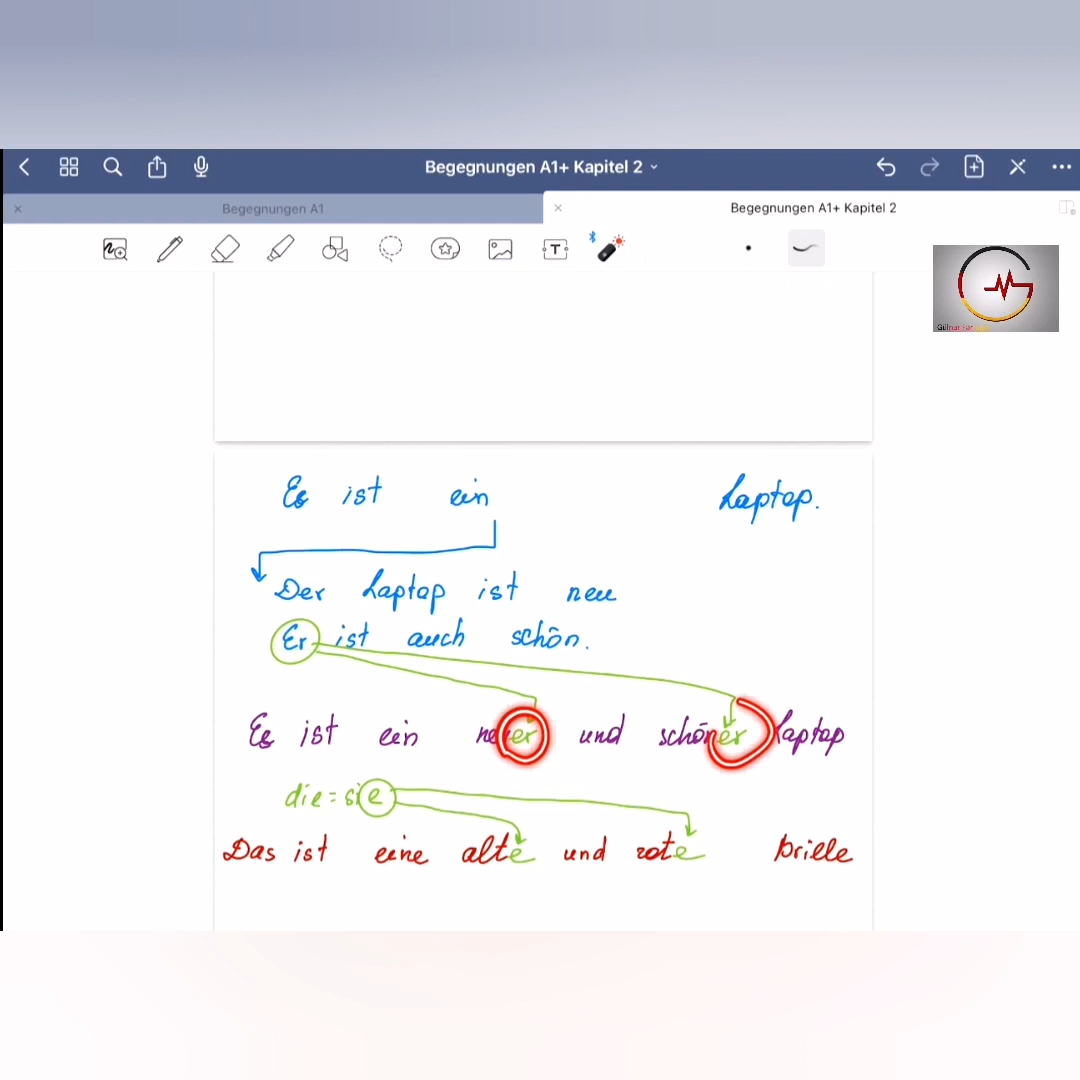 Begegnungen A1+ Kapitel 2
Begegnungen A1
Begegnungen A1+ Kapitel 2
Es ist ein Laptop.
Der Laptop ist neu
Er ist auch schön.
Es ist ein neuer und schöner Laptop
die = sie
Das ist eine alte und rote Brille